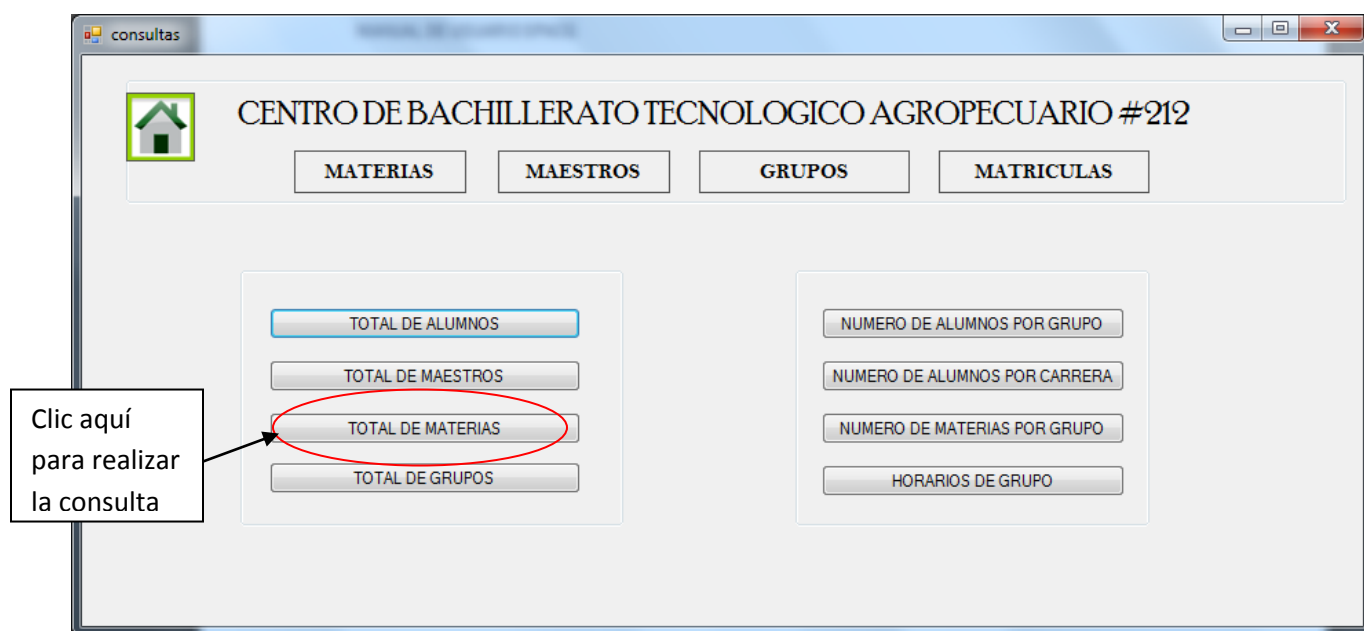 consultas
CENTRO DE BACHILLERATO TECNOLOGICO AGROPECUARIO #212
MATERIAS MAESTROS GRUPOS MATRICULAS
TOTAL DE ALUMNOS
TOTAL DE MAESTROS
TOTAL DE MATERIAS
TOTAL DE GRUPOS
NUMERO DE ALUMNOS POR GRUPO
NUMERO DE ALUMNOS POR CARRERA
NUMERO DE MATERIAS POR GRUPO
HORARIOS DE GRUPO
Clic aquí
para realizar
la consulta